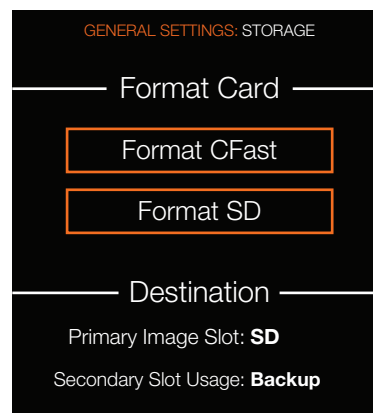 GENERAL SETTINGS: STORAGE
Format Card
Format CFast
Format SD
Destination
Primary Image Slot: SD
Secondary Slot Usage: Backup